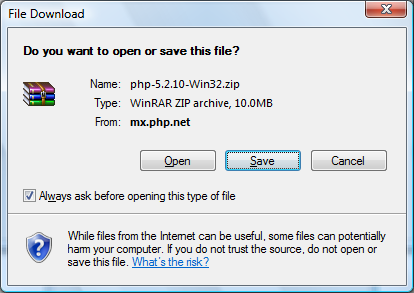 File Download
Do you want to open or save this file?
Name: php-5.2.10-Win32.zip
Type: WinRAR ZIP archive, 10.0MB
From: mx.php.net
Open Save Cancel
Always ask before opening this type of file
While files from the Internet can be useful, some files can potentially
harm your computer. If you do not trust the source, do not open or
save this file. What's the risk?